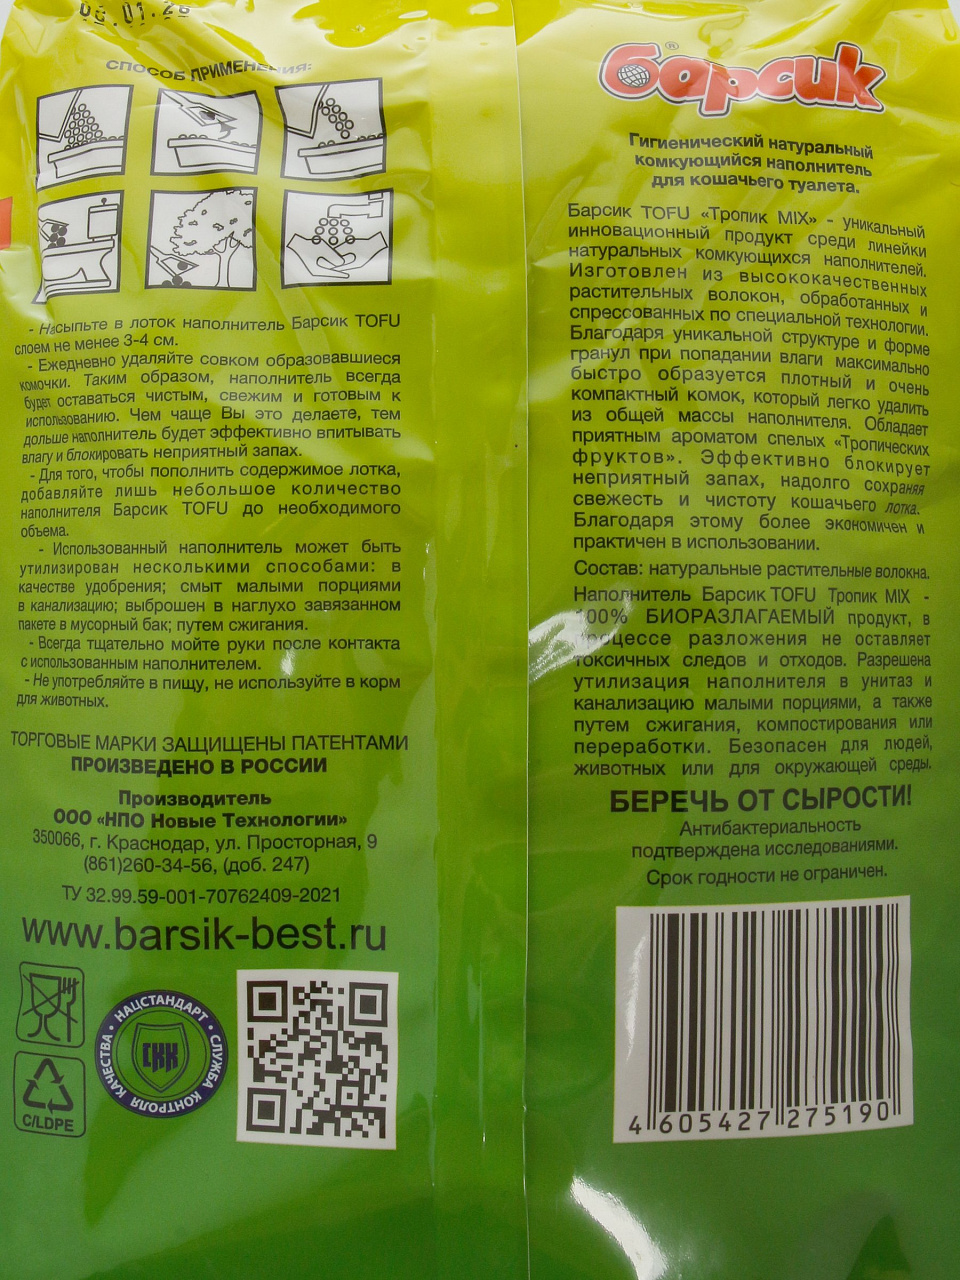 08.01.26
СПОСОБ ПРИМЕНЕНИЯ:
- Насыпьте в лоток наполнитель Барсик TOFU
слоем не менее 3-4 см.
- Ежедневно удаляйте совком образовавшиеся
комочки. Таким образом, наполнитель всегда
будет оставаться чистым, свежим и готовым к
использованию. Чем чаще Вы это делаете, тем
дольше наполнитель будет эффективно впитывать
влагу и блокировать неприятный запах.
- Для того, чтобы пополнить содержимое лотка,
добавляйте лишь небольшое количество
наполнителя Барсик TOFU до необходимого
объема.
- Использованный наполнитель может быть
утилизирован несколькими способами: в
качестве удобрения; смыт малыми порциями
в канализацию; выброшен в наглухо завязанном
пакете в мусорный бак; путем сжигания.
- Всегда тщательно мойте руки после контакта
с использованным наполнителем.
- Не употребляйте в пищу, не используйте в корм
для животных.
ТОРГОВЫЕ МАРКИ ЗАЩИЩЕНЫ ПАТЕНТАМИ
ПРОИЗВЕДЕНО В РОССИИ
Производитель
ООО «НПО Новые Технологии»
350066, г. Краснодар, ул. Просторная, 9
(861)260-34-56, (доб. 247)
ТУ 32.99.59-001-70762409-2021
www.barsik-best.ru
НАЦСТАНДАРТ • СЛУЖБА КОНТРОЛЯ КАЧЕСТВА •
СКК
C/LDPE
барсик®
Гигиенический натуральный
комкующийся наполнитель
для кошачьего туалета.
Барсик TOFU «Тропик MIX» - уникальный
инновационный продукт среди линейки
натуральных комкующихся наполнителей.
Изготовлен из высококачественных
растительных волокон, обработанных и
спрессованных по специальной технологии.
Благодаря уникальной структуре и форме
гранул при попадании влаги максимально
быстро образуется плотный и очень
компактный комок, который легко удалить
из общей массы наполнителя. Обладает
приятным ароматом спелых «Тропических
фруктов». Эффективно блокирует
неприятный запах, надолго сохраняя
свежесть и чистоту кошачьего лотка.
Благодаря этому более экономичен и
практичен в использовании.
Состав: натуральные растительные волокна.
Наполнитель Барсик TOFU Тропик MIX -
100% БИОРАЗЛАГАЕМЫЙ продукт, в
процессе разложения не оставляет
токсичных следов и отходов. Разрешена
утилизация наполнителя в унитаз и
канализацию малыми порциями, а также
путем сжигания, компостирования или
переработки. Безопасен для людей,
животных или для окружающей среды.
БЕРЕЧЬ ОТ СЫРОСТИ!
Антибактериальность
подтверждена исследованиями.
Срок годности не ограничен.
4 605427 275190